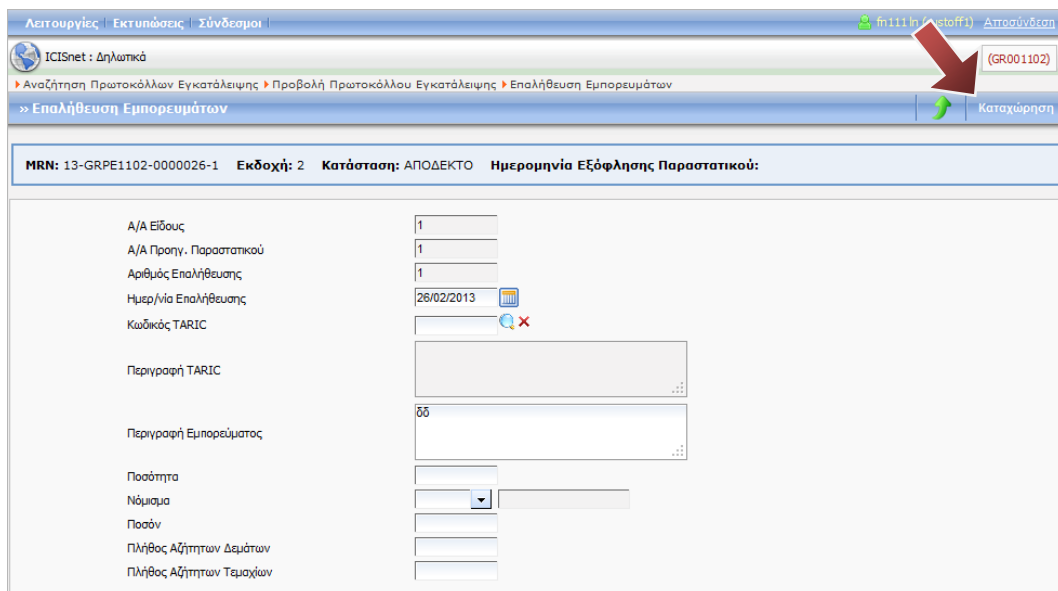 Λειτουργίες | Εκτυπώσεις | Σύνδεσμοι | fn111 ln Αποσύνδεση
ICISnet : Δηλωτικά (GR001102)
Αναζήτηση Πρωτοκόλλων Εγκατάλειψης Προβολή Πρωτοκόλλου Εγκατάλειψης Επαλήθευση Εμπορευμάτων
» Επαλήθευση Εμπορευμάτων Καταχώρηση
MRN: 13-GRPE1102-0000026-1 Εκδοχή: 2 Κατάσταση: ΑΠΟΔΕΚΤΟ Ημερομηνία Εξόφλησης Παραστατικού:
Α/Α Είδους 1
Α/Α Προηγ. Παραστατικού 1
Αριθμός Επαλήθευσης 1
Ημερ/νία Επαλήθευσης 26/02/2013
Κωδικός TARIC
Περιγραφή TARIC
Περιγραφή Εμπορεύματος δδ
Ποσότητα
Νόμισμα
Ποσόν
Πλήθος Αζήτητων Δεμάτων
Πλήθος Αζήτητων Τεμαχίων